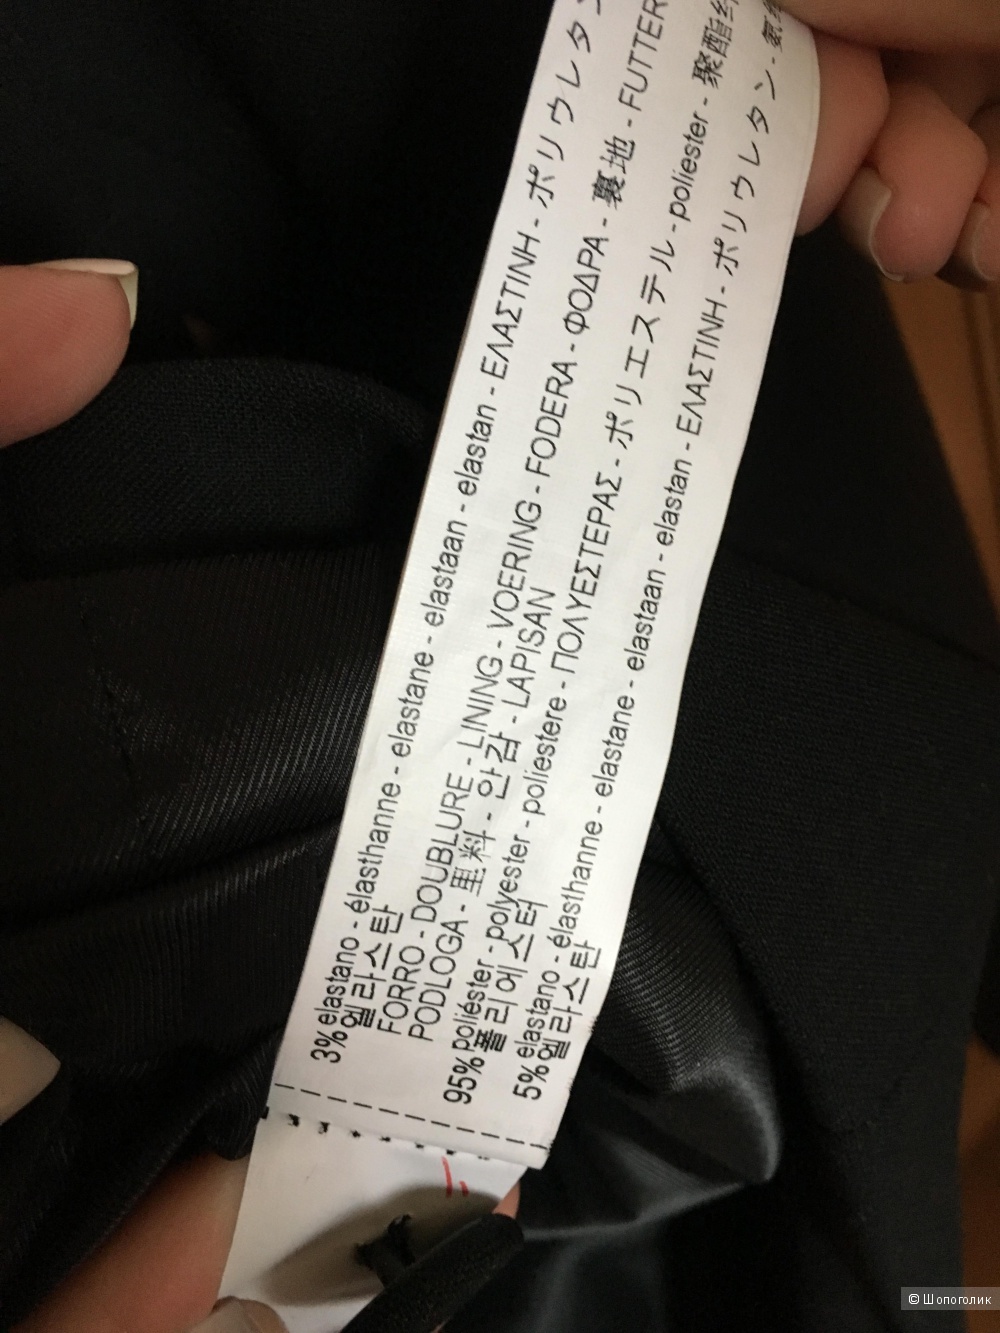 3% elastano - élasthanne - elastane - elastaan - elastan - ΕΛΑΣΤΙΝΗ - ポリウレタン
엘라스탄
FORRO - DOUBLURE - LINING - VOERING - FODERA - ΦΟΔΡΑ - 裏地 - FUTTER
PODLOGA - 里料 - 안감 - LAPISAN
95% poliéster - polyester - poliestere - ΠΟΛΥΕΣΤΕΡΑΣ - ポリエステル - poliester - 聚酯纤
폴리에스터
5% elastano - élasthanne - elastane - elastaan - elastan - ΕΛΑΣΤΙΝΗ - ポリウレタン - 氨
엘라스탄
© Шопоголик